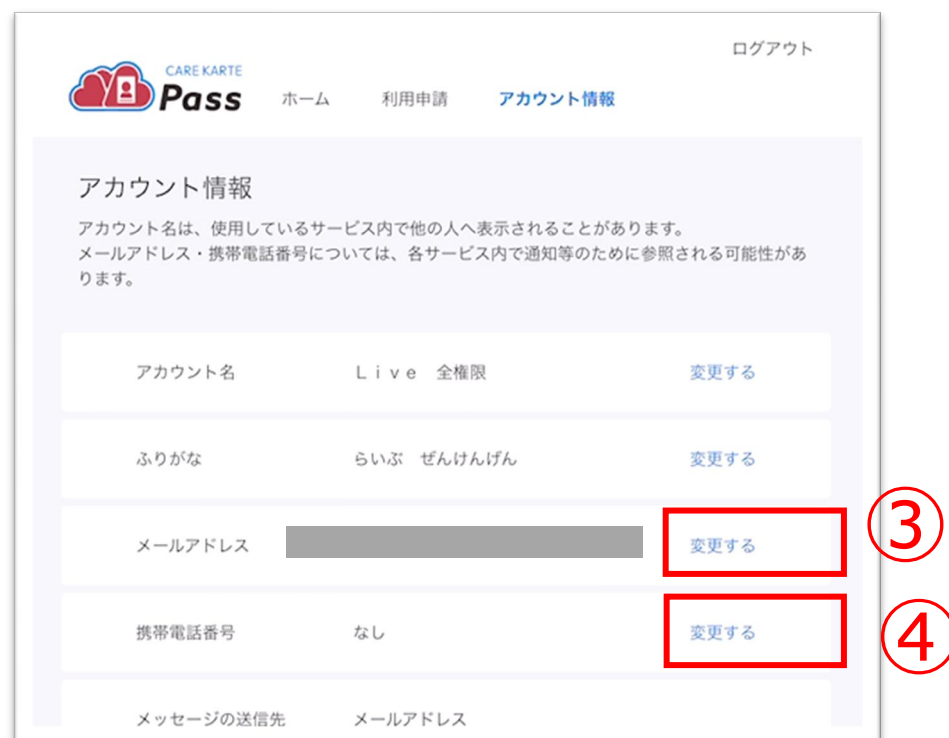 ログアウト
CARE KARTE
Pass
ホーム 利用申請 アカウント情報
アカウント情報
アカウント名は、使用しているサービス内で他の人へ表示されることがあります。
メールアドレス・携帯電話番号については、各サービス内で通知等のために参照される可能性があ
ります。
アカウント名 Ｌｉｖｅ　全権限 変更する
ふりがな らいぶ　ぜんけんげん 変更する
メールアドレス 変更する ③
携帯電話番号 なし 変更する ④
メッセージの送信先 メールアドレス